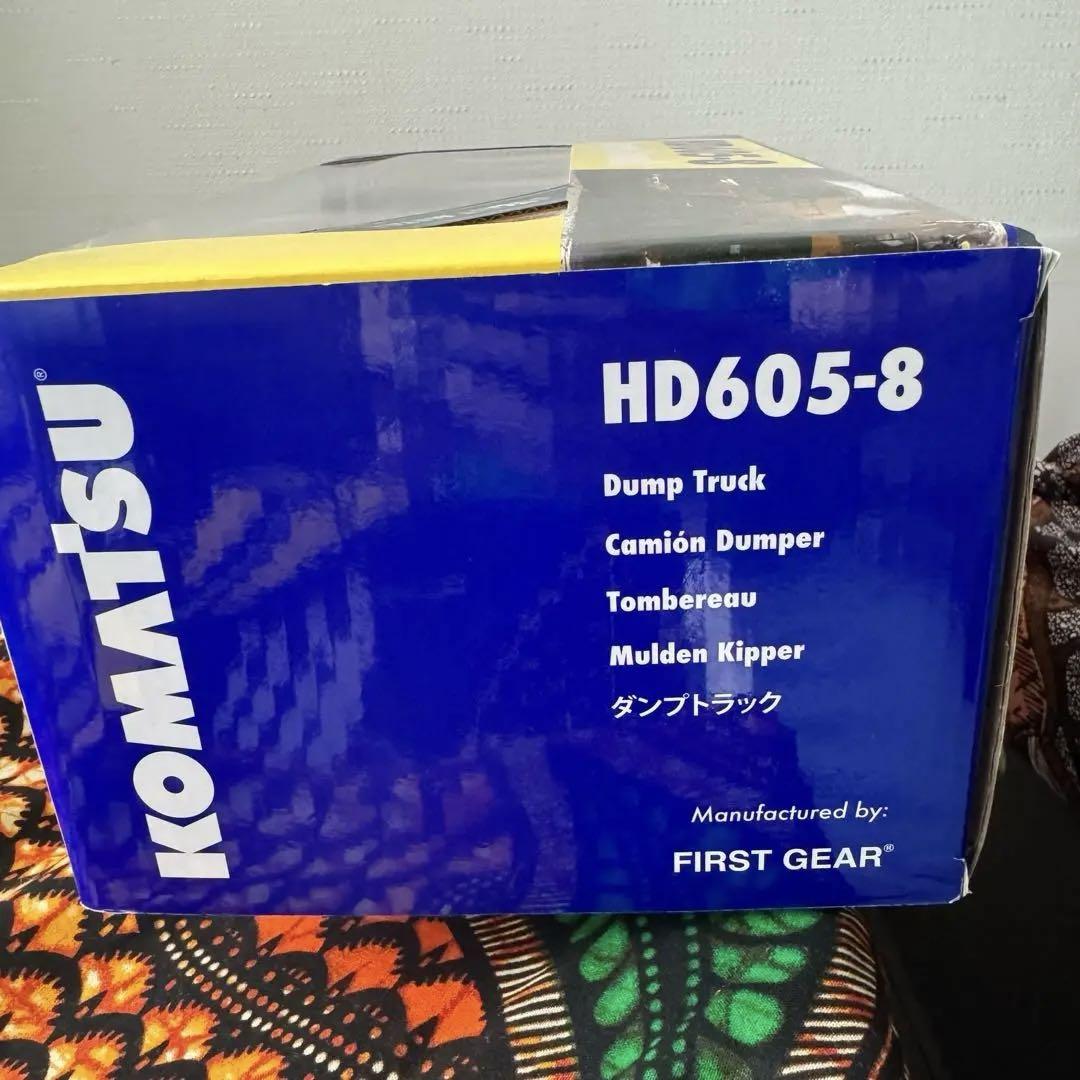 KOMATSU®
HD605-8
Dump Truck
Camión Dumper
Tombereau
Mulden Kipper
ダンプトラック
Manufactured by:
FIRST GEAR®